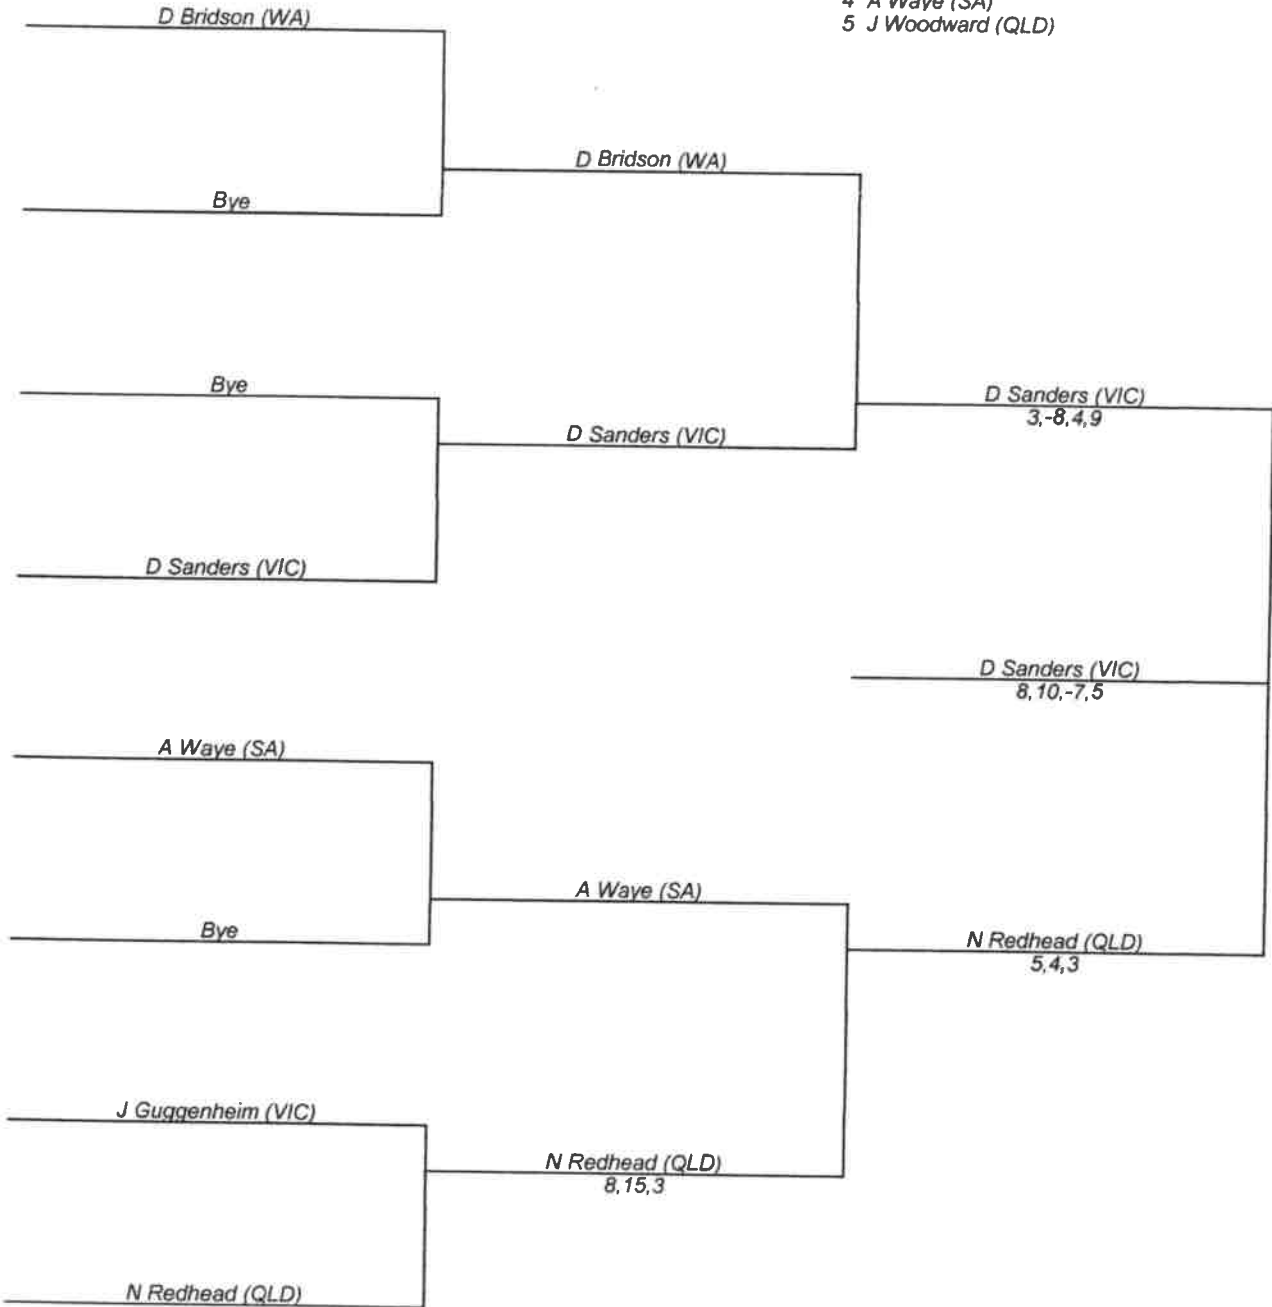 4 A Waye (SA)
5 J Woodward (QLD)
D Bridson (WA)
D Bridson (WA)
Bye
Bye
D Sanders (VIC)
3,-8,4,9
D Sanders (VIC)
D Sanders (VIC)
D Sanders (VIC)
8,10,-7,5
A Waye (SA)
A Waye (SA)
Bye
N Redhead (QLD)
5,4,3
J Guggenheim (VIC)
N Redhead (QLD)
8,15,3
N Redhead (QLD)